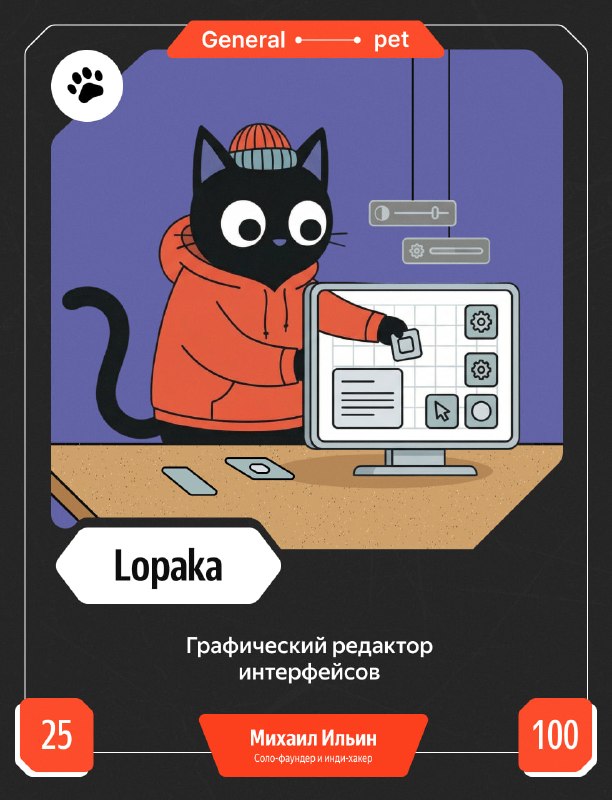 General pet
Lopaka
Графический редактор
интерфейсов
25
Михаил Ильин
Соло-фаундер и инди-хакер
100